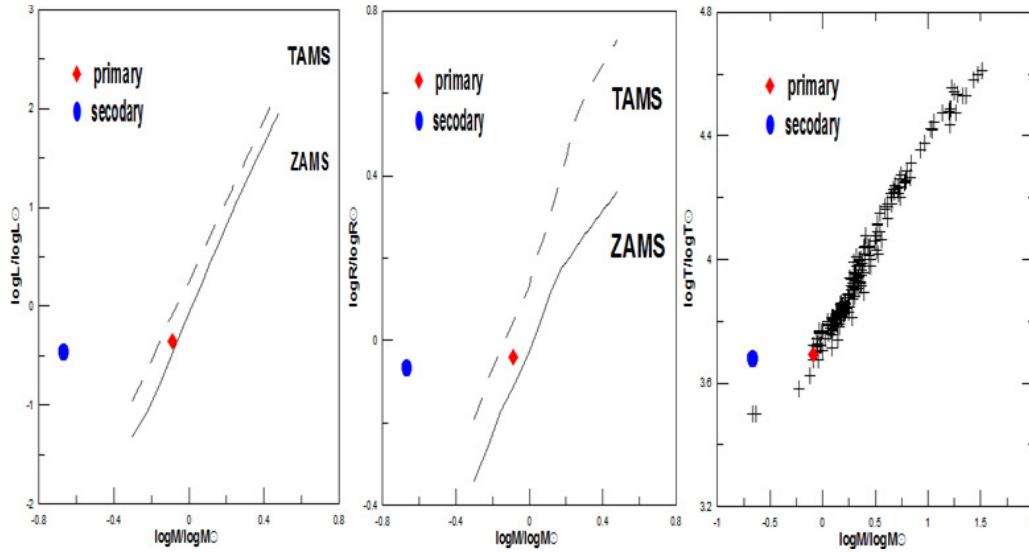 3
2
1
0
-1
-2
-0.8
-0.4
0
0.4
0.8
logM/logM☉
logL/logL☉
primary
secodary
TAMS
ZAMS
0.8
0.4
0
-0.4
-0.8
-0.4
0
0.4
0.8
logM/logM☉
logR/logR☉
primary
secodary
TAMS
ZAMS
4.8
4.4
4
3.6
3.2
-1
-0.5
0
0.5
1
1.5
logM/logM☉
logT/logT☉
primary
secodary